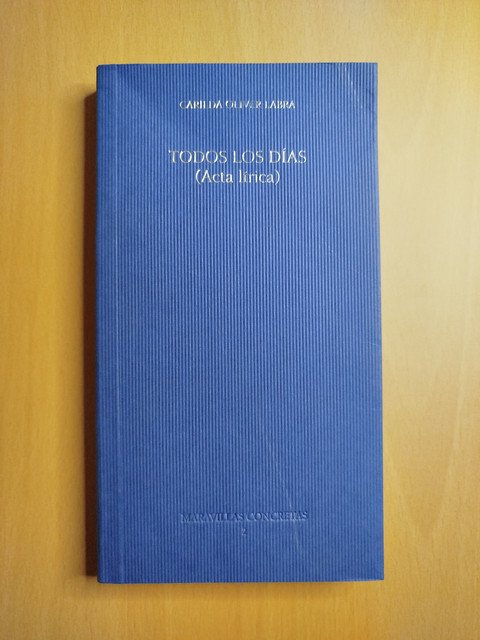 CARILDA OLIVER LABRA
TODOS LOS DÍAS
(Acta lírica)
MARAVILLAS CONCRETAS
2